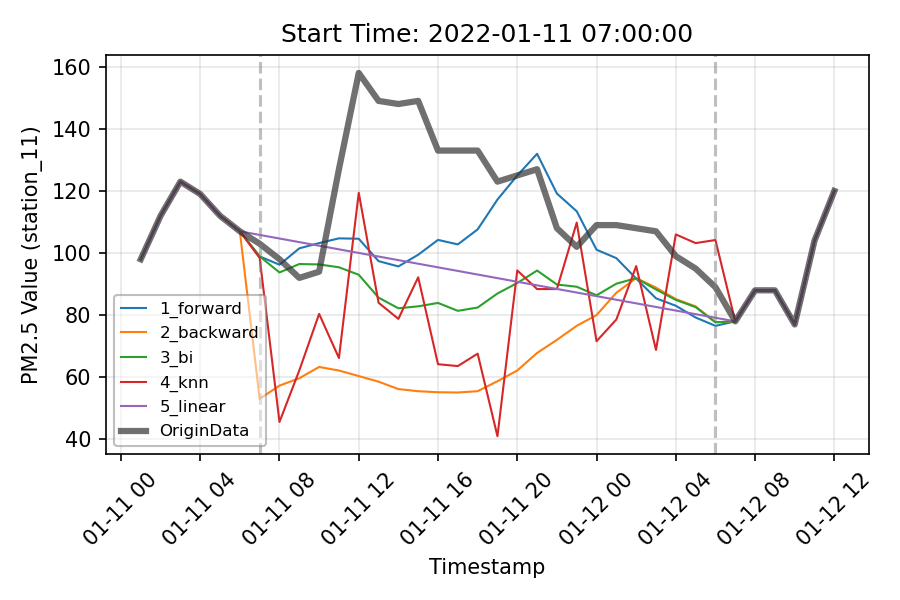 Start Time: 2022-01-11 07:00:00
PM2.5 Value (station_11)
160
140
120
100
80
60
40
1_forward
2_backward
3_bi
4_knn
5_linear
OriginData
01-11 00
01-11 04
01-11 08
01-11 12
01-11 16
01-11 20
01-12 00
01-12 04
01-12 08
01-12 12
Timestamp